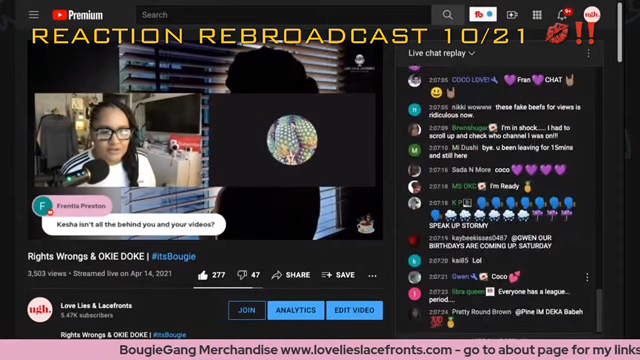 Premium
Search
9+
ugh.
REACTION REBROADCAST 10/21 💋‼️
Live chat replay
2:07:05 COCO LOVE! 💜 Fran 💜 CHAT 🤘🏽
😃🤘🏽
2:07:05 nikki wowww these fake beefs for views is
ridiculous now.
2:07:09 Brwnshugar I'm in shock..... I had to
scroll up and check who channel I was on!!!
2:07:10 Mi Dushi bye. u been leaving for 15mins
and still here
2:07:16 Sada N More coco 💜💜💜💜
2:07:18 MS OKC I'm Ready 🍍
2:07:18 K P
SPEAK UP STORMY
2:07:19 kaybeekisses0487 @GWEN OUR
BIRTHDAYS ARE COMING UP. SATURDAY
2:07:20 kai85 Lol
2:07:21 Gwen Coco 💕
2:07:23 libra queen Everyone has a league...
period....
2:07:24 Pretty Round Brown @Pine IM DEKA Babeh
💯🍍
F
Frentia Preston
Kesha isn't all the behind you and your videos?
Rights Wrongs & OKIE DOKE | #itsBougie
3,503 views • Streamed live on Apr 14, 2021
277
47
SHARE
SAVE
...
ugh.
Love Lies & Lacefronts
5.47K subscribers
JOIN
ANALYTICS
EDIT VIDEO
Rights Wrongs & OKIE DOKE | #itsBougie
BougieGang Merchandise www.lovelieslacefronts.com - go to about page for my links